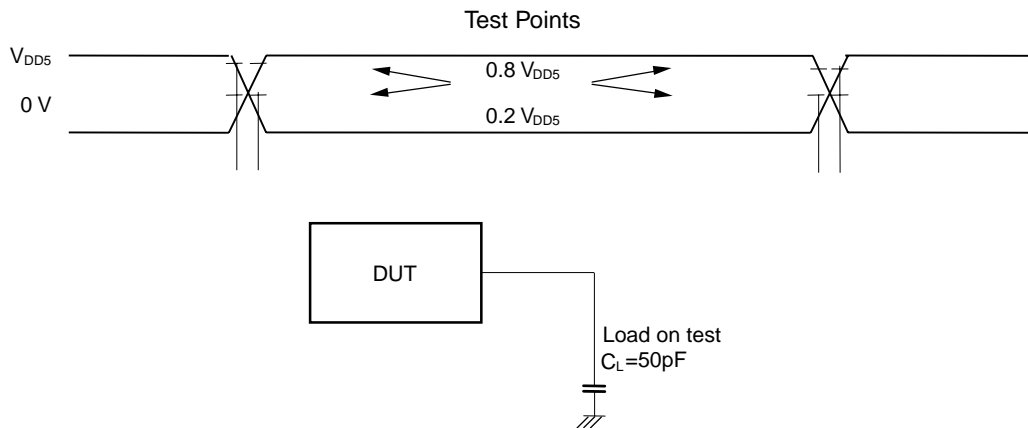 Test Points
VDD5
0.8 VDD5
0 V
0.2 VDD5
DUT
Load on test
CL=50pF